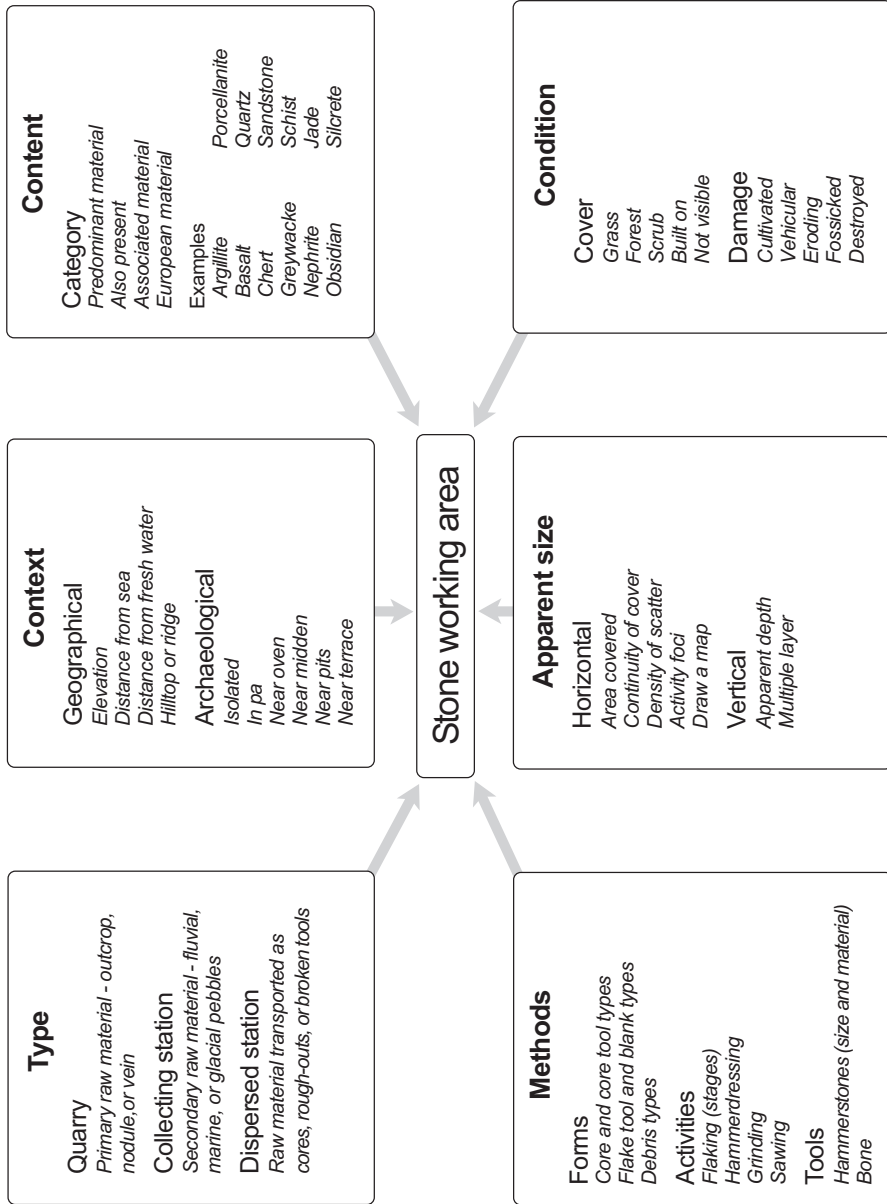 Type
Quarry
Primary raw material - outcrop,
nodule,or vein
Collecting station
Secondary raw material - fluvial,
marine, or glacial pebbles
Dispersed station
Raw material transported as
cores, rough-outs, or broken tools
Context
Geographical
Elevation
Distance from sea
Distance from fresh water
Hilltop or ridge
Archaeological
Isolated
In pa
Near oven
Near midden
Near pits
Near terrace
Content
Category
Predominant material
Also present
Associated material
European material
Examples
Argillite
Basalt
Chert
Greywacke
Nephrite
Obsidian
Porcellanite
Quartz
Sandstone
Schist
Jade
Silcrete
Stone working area
Methods
Forms
Core and core tool types
Flake tool and blank types
Debris types
Activities
Flaking (stages)
Hammerdressing
Grinding
Sawing
Tools
Hammerstones (size and material)
Bone
Apparent size
Horizontal
Area covered
Continuity of cover
Density of scatter
Activity foci
Draw a map
Vertical
Apparent depth
Multiple layer
Condition
Cover
Grass
Forest
Scrub
Built on
Not visible
Damage
Cultivated
Vehicular
Eroding
Fossicked
Destroyed